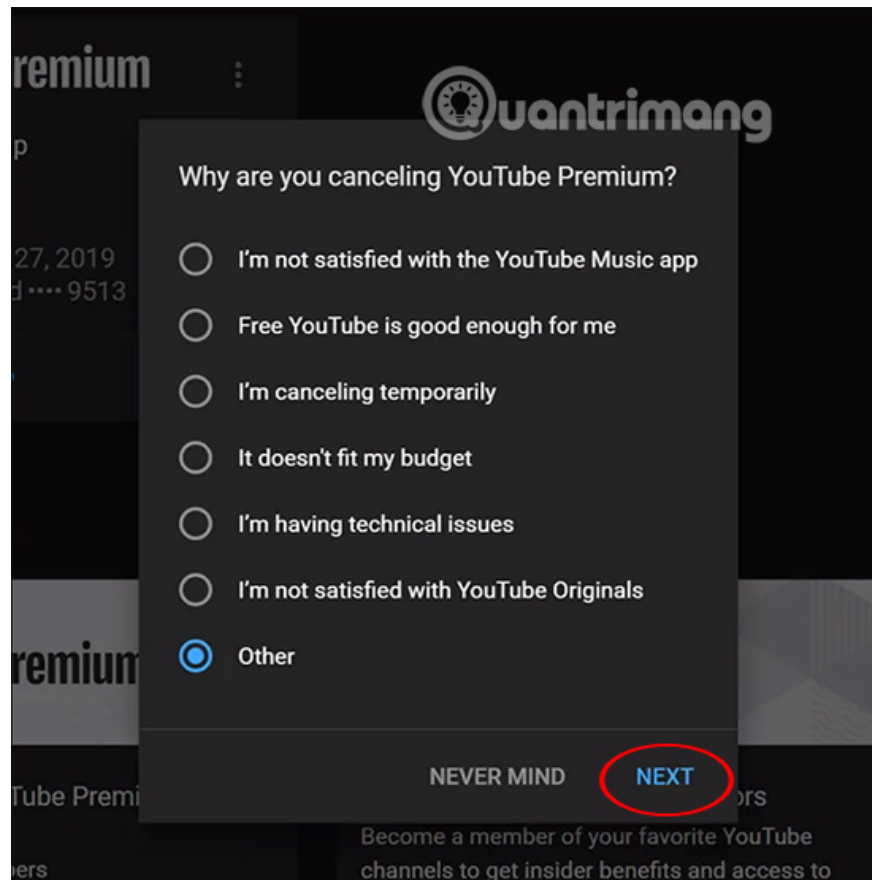 remium
Quantrimang
p
Why are you canceling YouTube Premium?
I'm not satisfied with the YouTube Music app
27, 2019
d •••• 9513
Free YouTube is good enough for me
I'm canceling temporarily
It doesn't fit my budget
I'm having technical issues
I'm not satisfied with YouTube Originals
remium
Other
NEVER MIND
NEXT
Tube Premi
ors
Become a member of your favorite YouTube
pers
channels to get insider benefits and access to